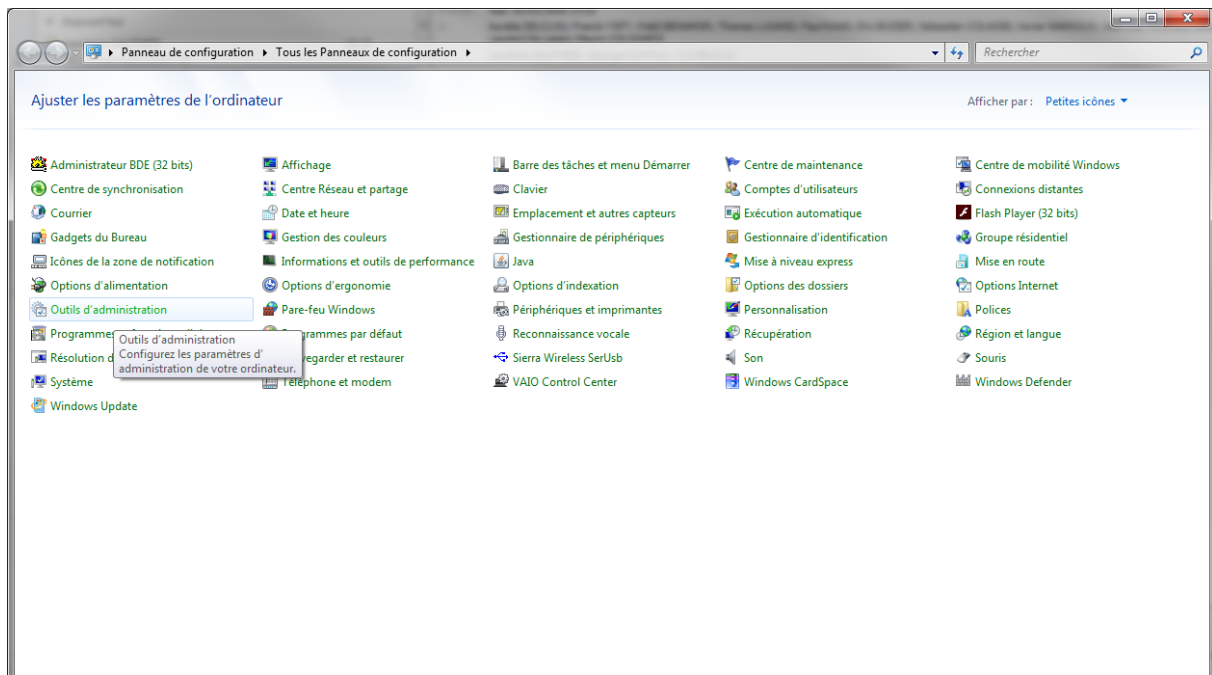 Panneau de configuration ▸ Tous les Panneaux de configuration ▸
Rechercher
Ajuster les paramètres de l'ordinateur
Afficher par : Petites icônes
Administrateur BDE (32 bits) Affichage Barre des tâches et menu Démarrer Centre de maintenance Centre de mobilité Windows
Centre de synchronisation Centre Réseau et partage Clavier Comptes d'utilisateurs Connexions distantes
Courrier Date et heure Emplacement et autres capteurs Exécution automatique Flash Player (32 bits)
Gadgets du Bureau Gestion des couleurs Gestionnaire de périphériques Gestionnaire d'identification Groupe résidentiel
Icônes de la zone de notification Informations et outils de performance Java Mise à niveau express Mise en route
Options d'alimentation Options d'ergonomie Options d'indexation Options des dossiers Options Internet
Outils d'administration Pare-feu Windows Périphériques et imprimantes Personnalisation Polices
Programmes par défaut Reconnaissance vocale Récupération Région et langue
Résolution Sauvegarder et restaurer Sierra Wireless SerUsb Son Souris
Système Téléphone et modem VAIO Control Center Windows CardSpace Windows Defender
Windows Update
Outils d'administration
Configurez les paramètres d'
administration de votre ordinateur.